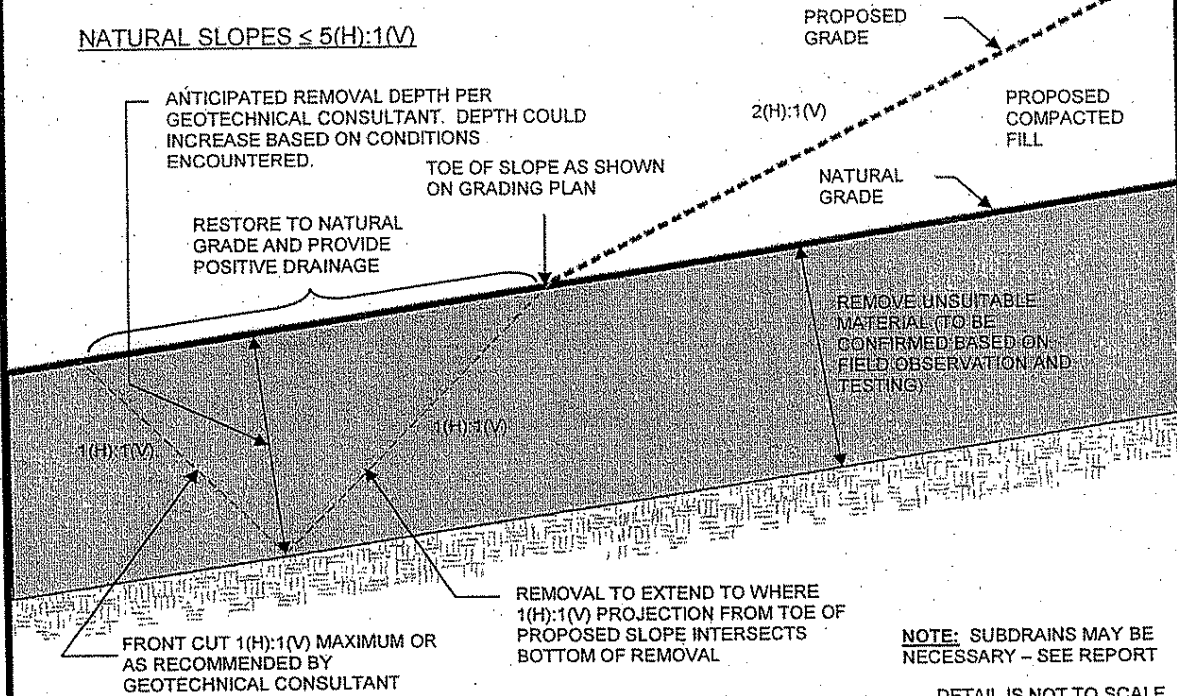 NATURAL SLOPES ≤ 5(H):1(V)
PROPOSED
GRADE
ANTICIPATED REMOVAL DEPTH PER
GEOTECHNICAL CONSULTANT. DEPTH COULD
INCREASE BASED ON CONDITIONS
ENCOUNTERED.
2(H):1(V)
PROPOSED
COMPACTED
FILL
TOE OF SLOPE AS SHOWN
ON GRADING PLAN
NATURAL
GRADE
RESTORE TO NATURAL
GRADE AND PROVIDE
POSITIVE DRAINAGE
REMOVE UNSUITABLE
MATERIAL (TO BE
CONFIRMED BASED ON
FIELD OBSERVATION AND
TESTING)
1(H):1(V)
1(H):1(V)
REMOVAL TO EXTEND TO WHERE
1(H):1(V) PROJECTION FROM TOE OF
PROPOSED SLOPE INTERSECTS
BOTTOM OF REMOVAL
FRONT CUT 1(H):1(V) MAXIMUM OR
AS RECOMMENDED BY
GEOTECHNICAL CONSULTANT
NOTE: SUBDRAINS MAY BE
NECESSARY – SEE REPORT
DETAIL IS NOT TO SCALE